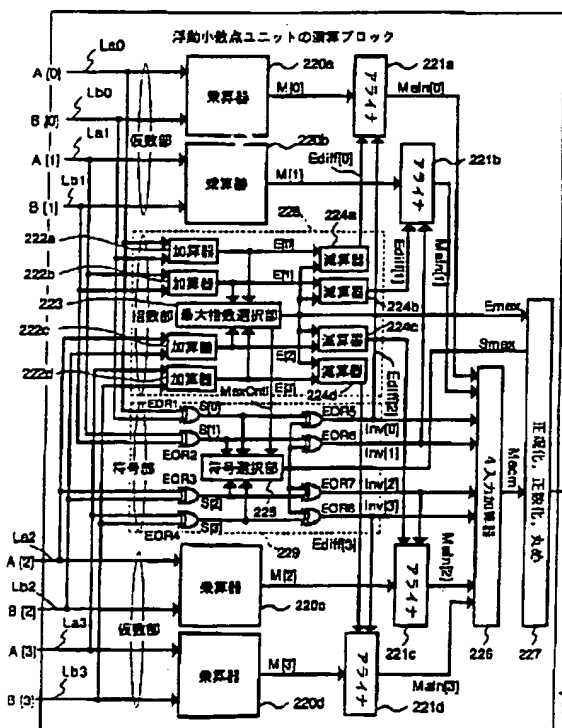 浮動小数点ユニットの演算ブロック
La0
A[0]
220a
乗算器
M[0]
221a
アライナ
Main[0]
Lb0
B[0]
La1
仮数部
220b
A[1]
乗算器
M[1]
Ediff[0]
221b
アライナ
Main[1]
Lb1
B[1]
228
224a
222a
加算器
E[0]
減算器
Ediff[1]
222b
加算器
E[1]
減算器
224b
223
指数部
最大指数選択部
Emax
222c
224c
Smax
加算器
E[2]
減算器
222d
加算器
E[3]
減算器
224d
Ediff[2]
MaxCntl
EOR1
S[0]
EOR5
Inv[0]
S[1]
EOR6
Inv[1]
EOR2
符号部
符号選択部
EOR3
EOR7
Inv[2]
S[2]
225
EOR8
Inv[3]
EOR4
S[3]
229
Ediff[3]
4入力加算器
Macm
正規化,正数化,丸め
La2
A[2]
Lb2
乗算器
M[2]
アライナ
Main[2]
B[2]
La3
220c
221c
226
227
仮数部
A[3]
Lb3
乗算器
M[3]
アライナ
Main[3]
B[3]
220d
221d